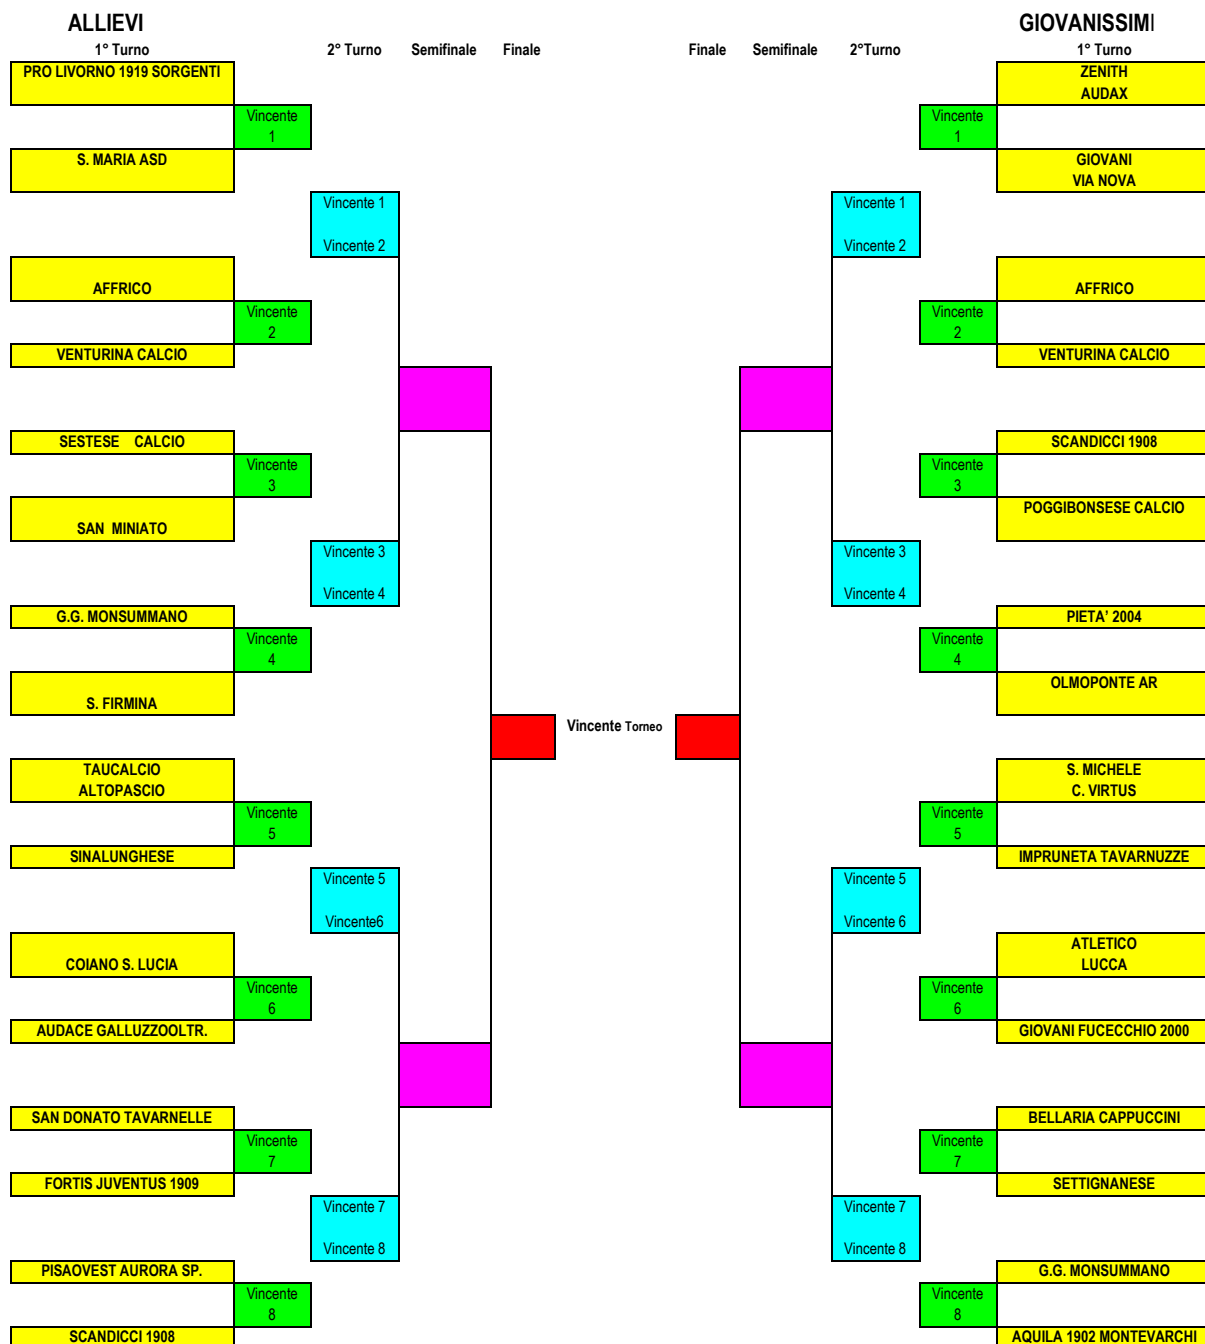 ALLIEVI
GIOVANISSIMI
1° Turno
2° Turno
Semifinale
Finale
Finale
Semifinale
2°Turno
1° Turno
PRO LIVORNO 1919 SORGENTI
Vincente
1
S. MARIA ASD
Vincente 1
Vincente 2
AFFRICO
Vincente
2
VENTURINA CALCIO
SESTESE CALCIO
Vincente
3
SAN MINIATO
Vincente 3
Vincente 4
G.G. MONSUMMANO
Vincente
4
S. FIRMINA
Vincente Torneo
TAUCALCIO
ALTOPASCIO
Vincente
5
SINALUNGHESE
Vincente 5
Vincente6
COIANO S. LUCIA
Vincente
6
AUDACE GALLUZZOOLTR.
SAN DONATO TAVARNELLE
Vincente
7
FORTIS JUVENTUS 1909
Vincente 7
Vincente 8
PISAOVEST AURORA SP.
Vincente
8
SCANDICCI 1908
ZENITH
AUDAX
Vincente
1
GIOVANI
VIA NOVA
Vincente 1
Vincente 2
AFFRICO
Vincente
2
VENTURINA CALCIO
SCANDICCI 1908
Vincente
3
POGGIBONSESE CALCIO
Vincente 3
Vincente 4
PIETA' 2004
Vincente
4
OLMOPONTE AR
S. MICHELE
C. VIRTUS
Vincente
5
IMPRUNETA TAVARNUZZE
Vincente 5
Vincente 6
ATLETICO
LUCCA
Vincente
6
GIOVANI FUCECCHIO 2000
BELLARIA CAPPUCCINI
Vincente
7
SETTIGNANESE
Vincente 7
Vincente 8
G.G. MONSUMMANO
Vincente
8
AQUILA 1902 MONTEVARCHI